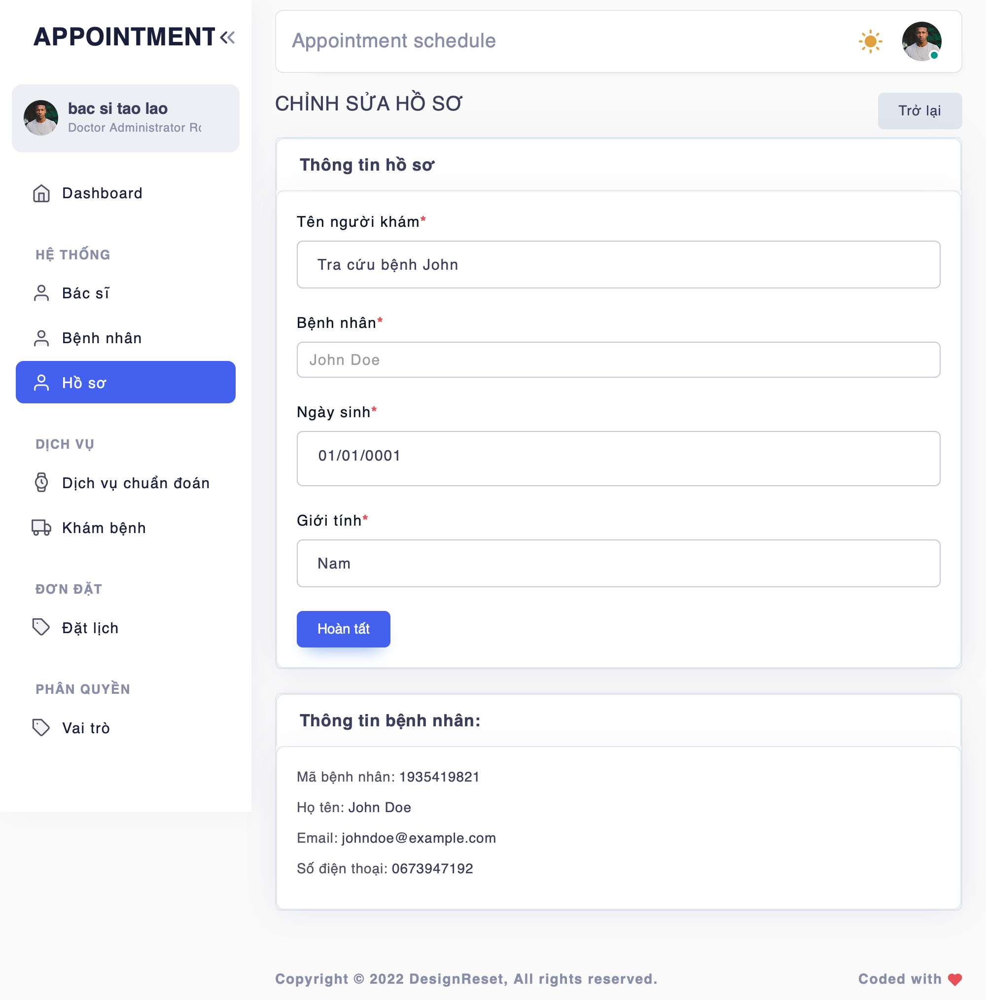 APPOINTMENT
bac si tao lao
Doctor Administrator Ro
Dashboard
HỆ THỐNG
Bác sĩ
Bệnh nhân
Hồ sơ
DỊCH VỤ
Dịch vụ chuẩn đoán
Khám bệnh
ĐƠN ĐẶT
Đặt lịch
PHÂN QUYỀN
Vai trò
Appointment schedule
CHỈNH SỬA HỒ SƠ
Trở lại
Thông tin hồ sơ
Tên người khám*
Tra cứu bệnh John
Bệnh nhân*
John Doe
Ngày sinh*
01/01/0001
Giới tính*
Nam
Hoàn tất
Thông tin bệnh nhân:
Mã bệnh nhân: 1935419821
Họ tên: John Doe
Email: johndoe@example.com
Số điện thoại: 0673947192
Copyright © 2022 DesignReset, All rights reserved.
Coded with